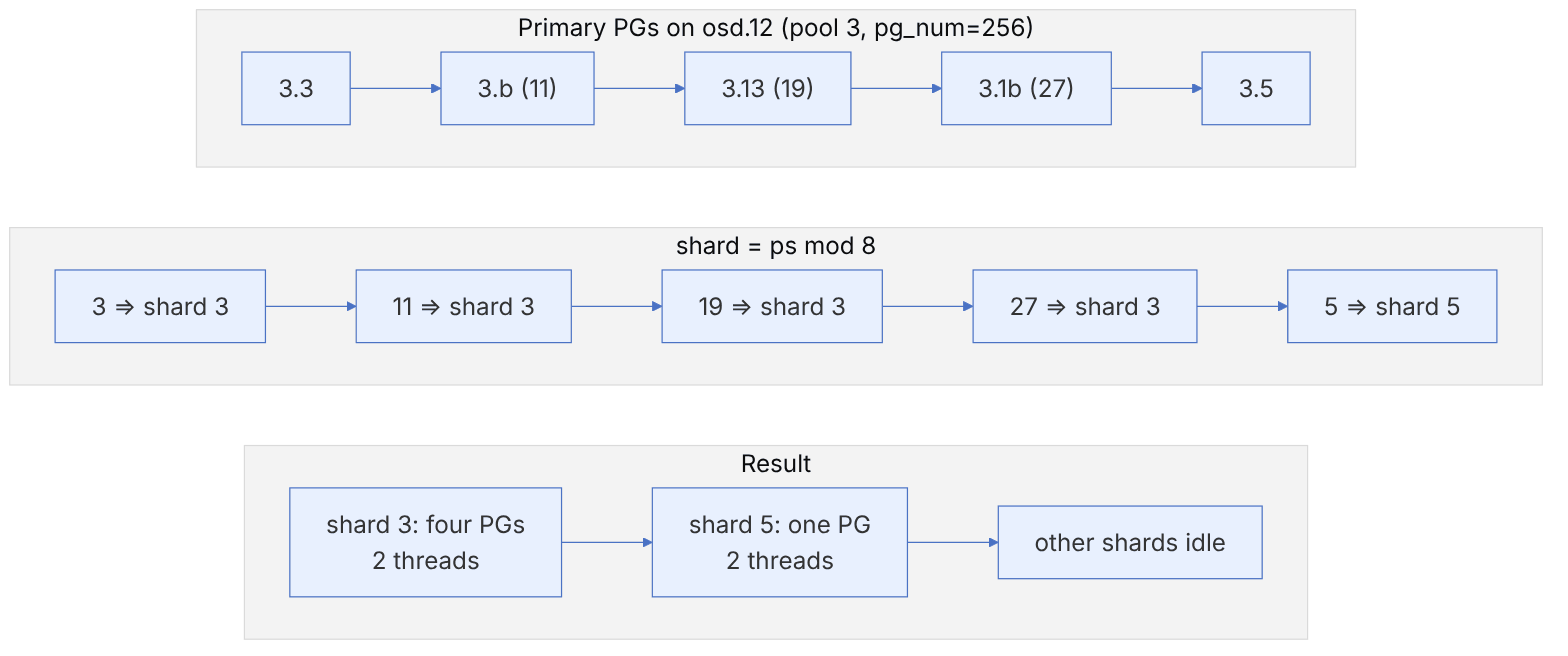 Primary PGs on osd.12 (pool 3, pg_num=256)
3.3
3.b (11)
3.13 (19)
3.1b (27)
3.5
shard = ps mod 8
3 ⇒ shard 3
11 ⇒ shard 3
19 ⇒ shard 3
27 ⇒ shard 3
5 ⇒ shard 5
Result
shard 3: four PGs
2 threads
shard 5: one PG
2 threads
other shards idle